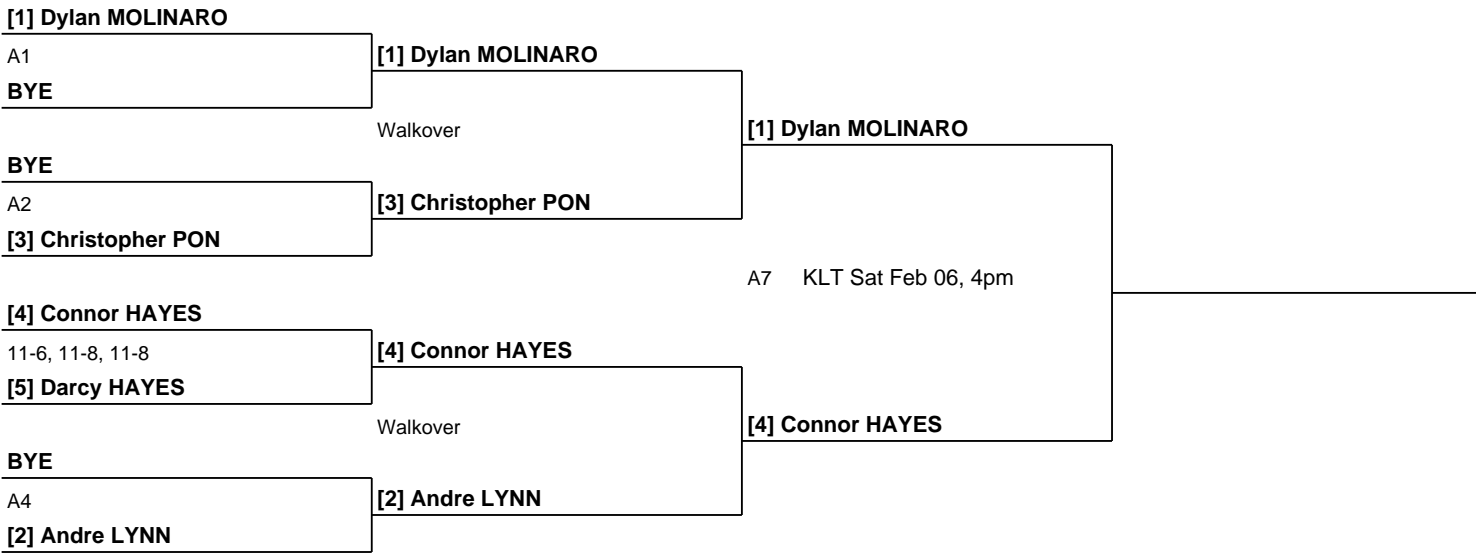 [1] Dylan MOLINARO
A1
BYE
[1] Dylan MOLINARO
Walkover
[1] Dylan MOLINARO
BYE
A2
[3] Christopher PON
[3] Christopher PON
A7 KLT Sat Feb 06, 4pm
[4] Connor HAYES
11-6, 11-8, 11-8
[5] Darcy HAYES
[4] Connor HAYES
Walkover
[4] Connor HAYES
BYE
A4
[2] Andre LYNN
[2] Andre LYNN